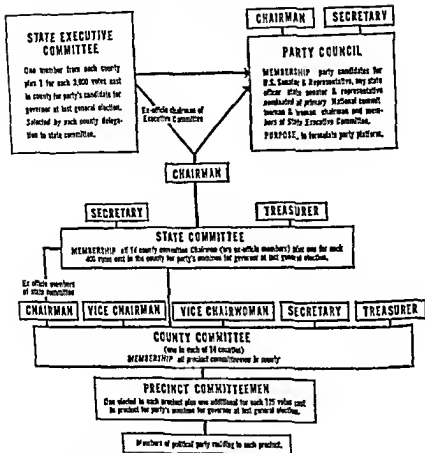 CHAIRMAN
SECRETARY
STATE EXECUTIVE
COMMITTEE
One member from each county
plus 1 for each 3,000 votes cast
in county for party's candidate for
governor at last general election.
Selected by each county delega-
tion to state committee.
PARTY COUNCIL
MEMBERSHIP party candidates for
U.S. Senator & Representative, any state
officer state senator & representative
nominated at primary National commit
teeman & woman chairman and mem-
bers of State Executive Committee.
PURPOSE, to formulate party platform.
Ex-officio chairman of
Executive Committee
CHAIRMAN
SECRETARY
TREASURER
STATE COMMITTEE
MEMBERSHIP all 14 county committee Chairmen (are ex-officio members) plus one for each
400 votes cast in the county for party's nominee for governor at last general election.
Ex officio members
of state committee
CHAIRMAN
VICE CHAIRMAN
VICE CHAIRWOMAN
SECRETARY
TREASURER
COUNTY COMMITTEE
(one in each of 14 counties)
MEMBERSHIP all precinct committeemen in county
PRECINCT COMMITTEEMEN
One elected in each precinct plus one additional for each 125 votes cast
in precinct for party's nominee for governor at last general election.
Members of political party residing in each precinct.